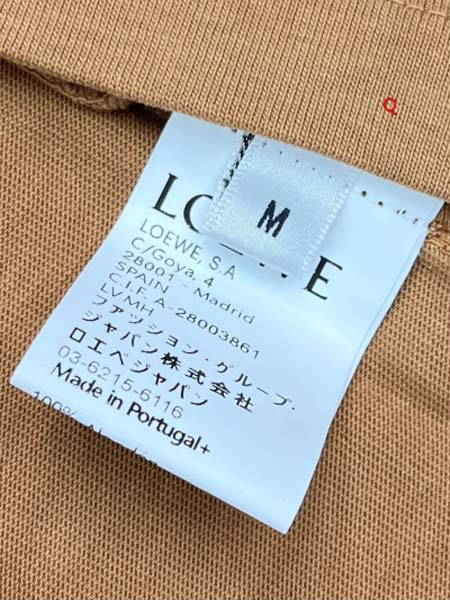 Q
M
LOEWE
LOEWE, S.A
C/Goya, 4
28001 - Madrid
SPAIN
C.I.F. A-28003861
LVMH
ファッション・グループ・
ジャパン株式会社
ロエベジャパン
03-6215-6116
Made in Portugal+
100%